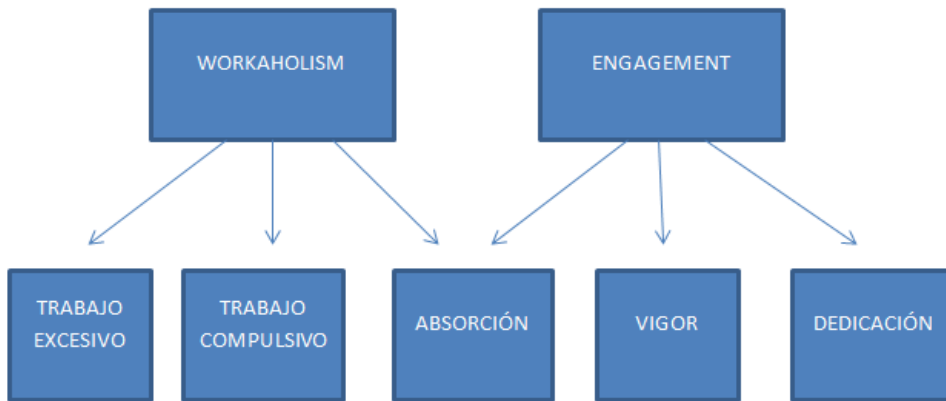 WORKAHOLISM
ENGAGEMENT
TRABAJO
EXCESIVO
TRABAJO
COMPULSIVO
ABSORCIÓN
VIGOR
DEDICACIÓN